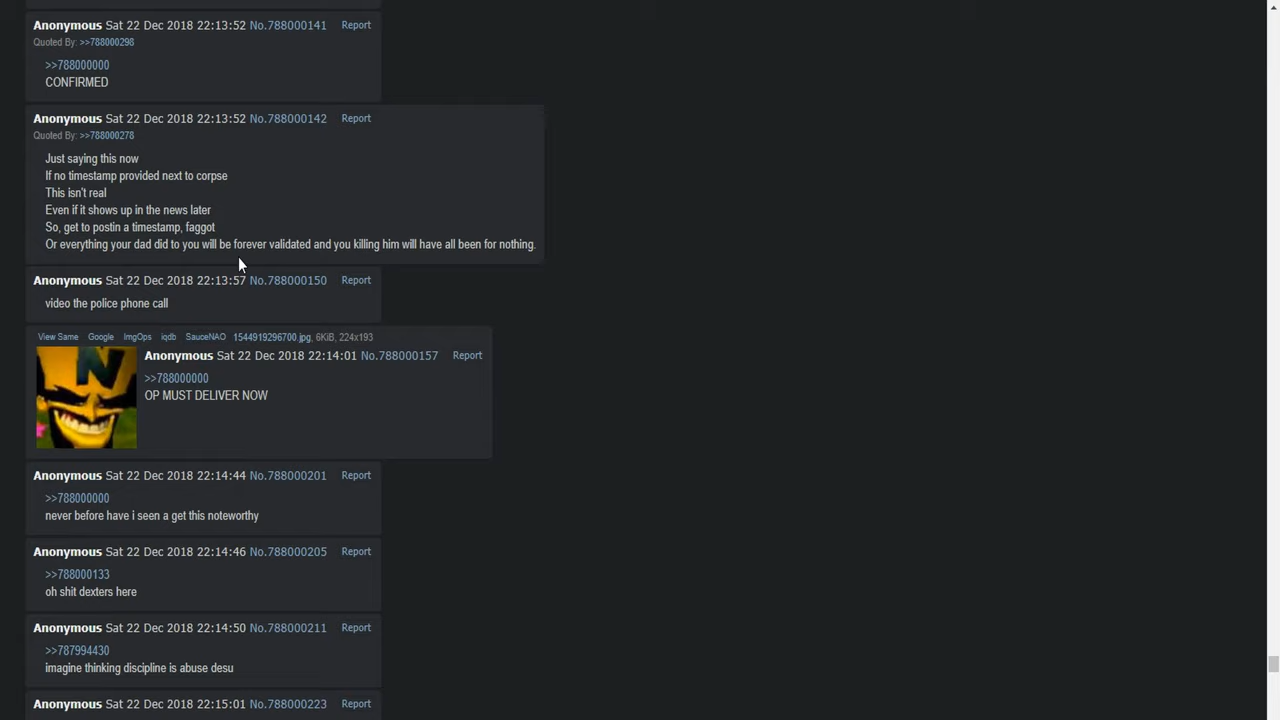 Anonymous Sat 22 Dec 2018 22:13:52 No.788000141 Report
Quoted By: >>788000298
>>788000000
CONFIRMED
Anonymous Sat 22 Dec 2018 22:13:52 No.788000142 Report
Quoted By: >>788000278
Just saying this now
If no timestamp provided next to corpse
This isn't real
Even if it shows up in the news later
So, get to postin a timestamp, faggot
Or everything your dad did to you will be forever validated and you killing him will have all been for nothing.
Anonymous Sat 22 Dec 2018 22:13:57 No.788000150 Report
video the police phone call
View Same Google ImgOps iqdb SauceNAO 1544919296700.jpg, 6KiB, 224x193
Anonymous Sat 22 Dec 2018 22:14:01 No.788000157 Report
>>788000000
OP MUST DELIVER NOW
N
Anonymous Sat 22 Dec 2018 22:14:44 No.788000201 Report
>>788000000
never before have i seen a get this noteworthy
Anonymous Sat 22 Dec 2018 22:14:46 No.788000205 Report
>>788000133
oh shit dexters here
Anonymous Sat 22 Dec 2018 22:14:50 No.788000211 Report
>>787994430
imagine thinking discipline is abuse desu
Anonymous Sat 22 Dec 2018 22:15:01 No.788000223 Report